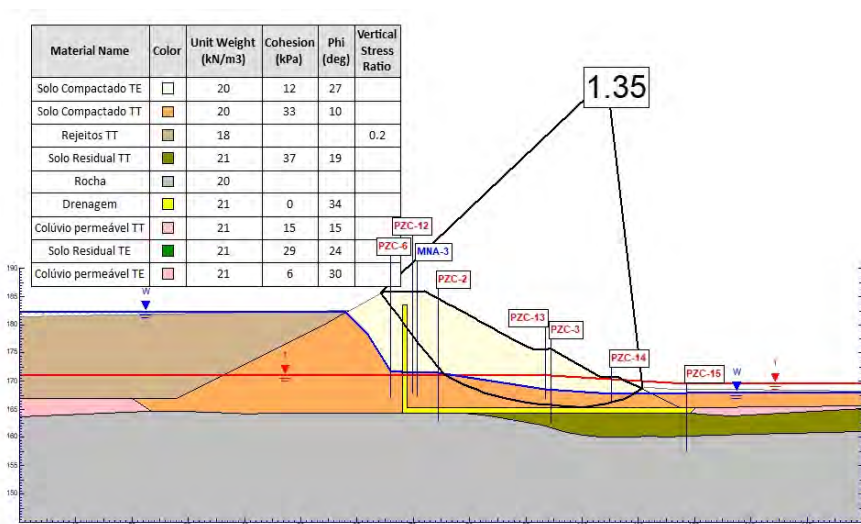 Material Name Color Unit Weight (kN/m3) Cohesion (kPa) Phi (deg) Vertical Stress Ratio
Solo Compactado TE 20 12 27
Solo Compactado TT 20 33 10
Rejeitos TT 18 0.2
Solo Residual TT 21 37 19
Rocha 20
Drenagem 21 0 34
Colúvio permeável TT 21 15 15
Solo Residual TE 21 29 24
Colúvio permeável TE 21 6 30
1.35
PZC-12
PZC-6
MNA-3
PZC-2
PZC-13
PZC-3
PZC-14
PZC-15
W
W
190
185
180
175
170
165
160
155
150